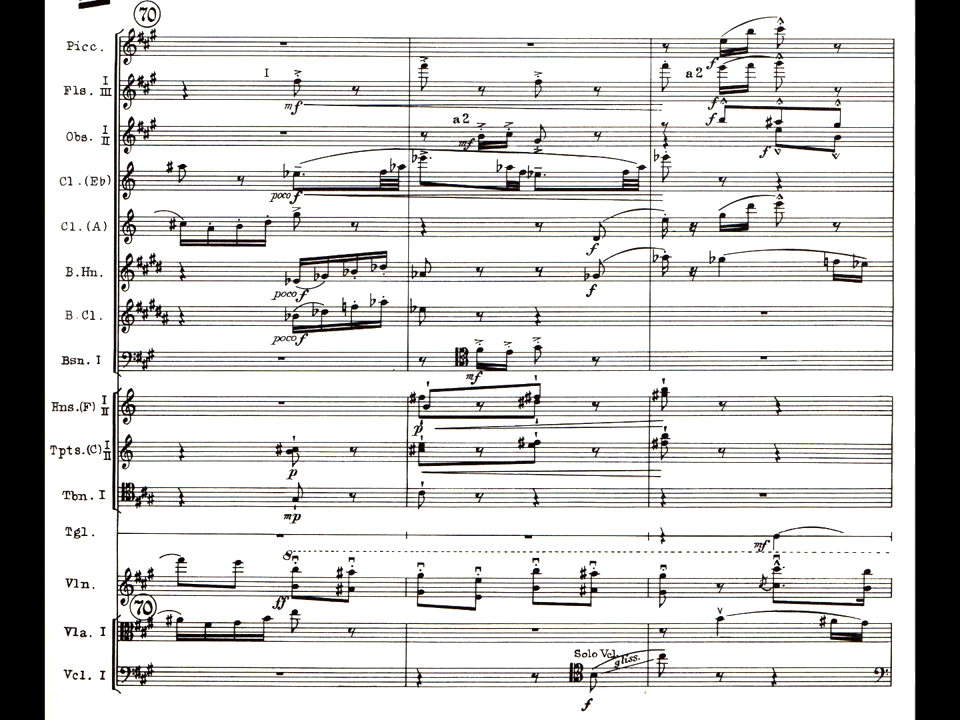 70
Picc.
I
Fls. I III
mf
a2
f
f
Obs. I II
a2
mf
f
f
Cl.(Eb)
poco f
Cl.(A)
f
B.Hn.
poco f
f
B.Cl.
poco f
Bsn. I
mf
Hns.(F) I II
p
Tpts.(C) I II
p
Tbn. I
mp
Tgl.
mf
8
Vln.
ff
70
Vla. I
Vcl. I
Solo Vcl.
gliss.
f